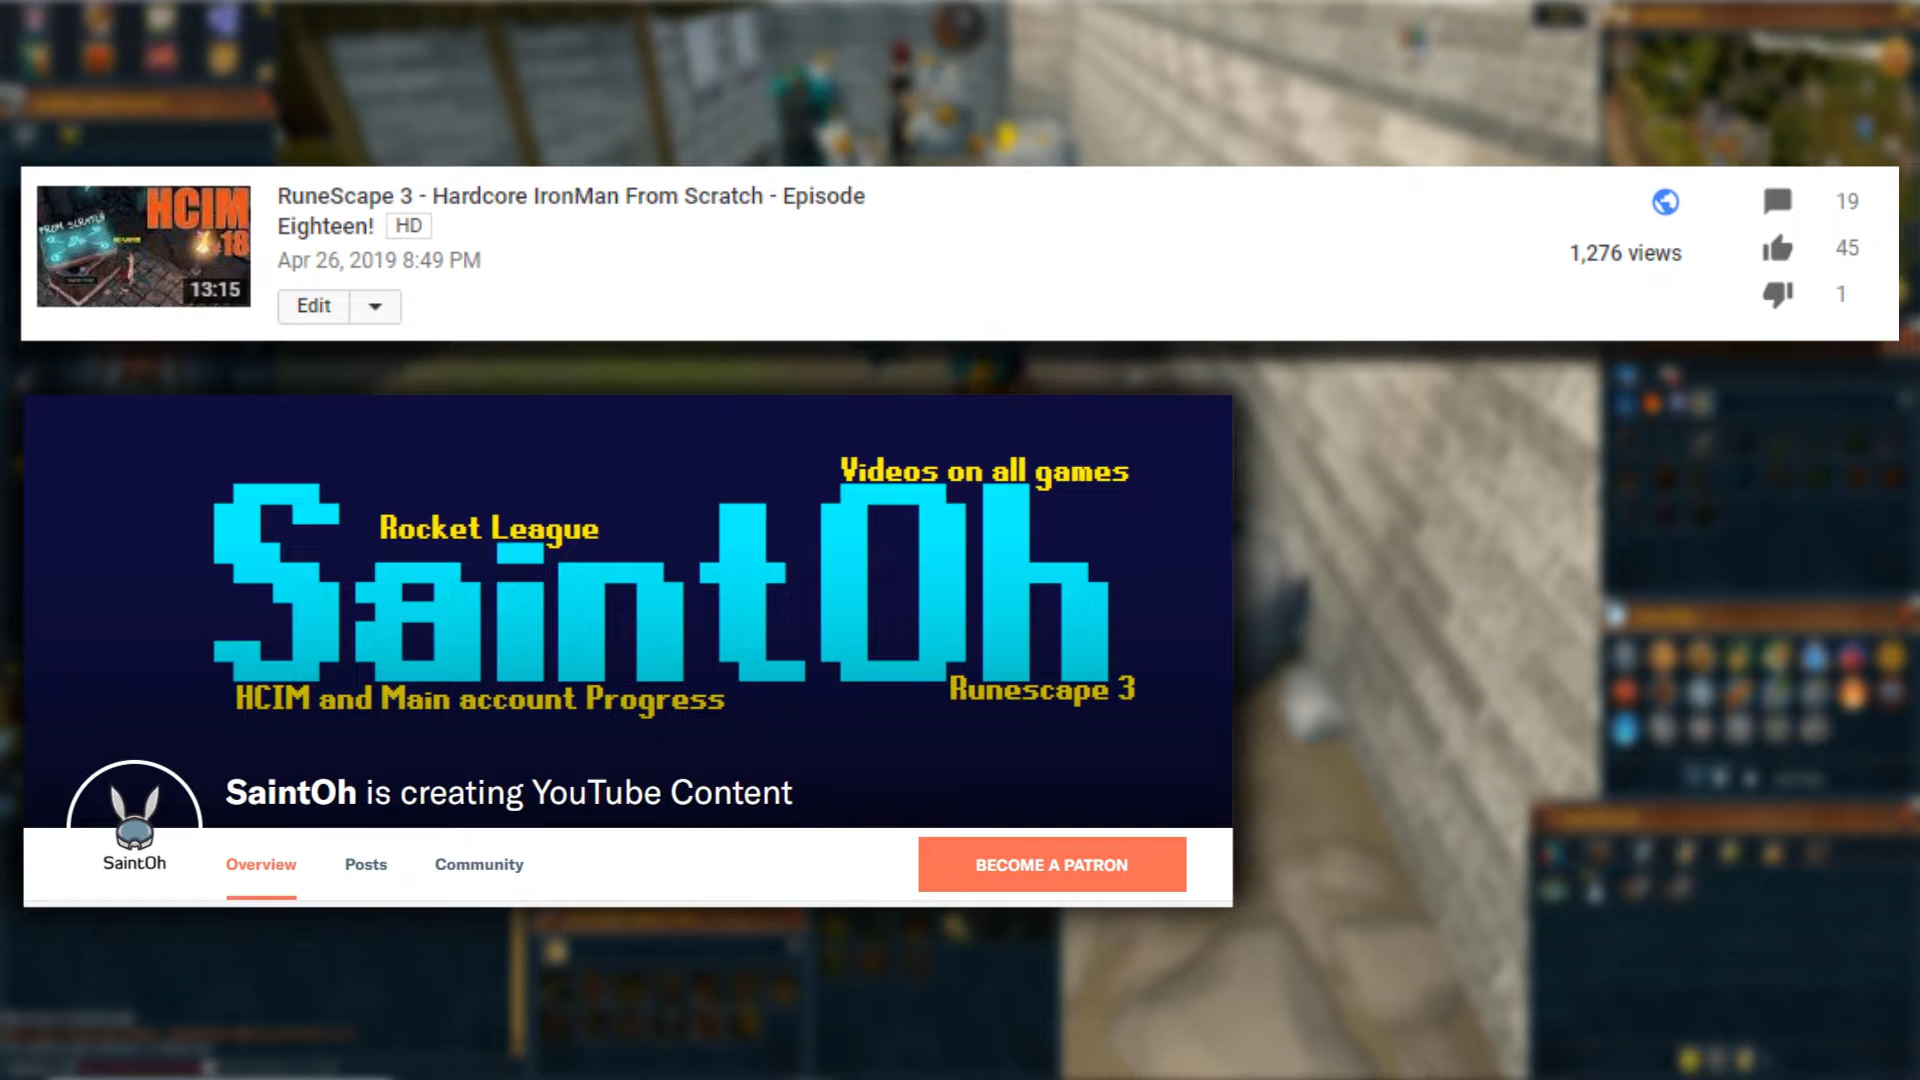 HCIM
FROM SCRATCH
#18
13:15
RuneScape 3 - Hardcore IronMan From Scratch - Episode
Eighteen! HD
Apr 26, 2019 8:49 PM
Edit
1,276 views
19
45
1
Videos on all games
Rocket League
SaintOh
HCIM and Main account Progress
Runescape 3
SaintOh is creating YouTube Content
SaintOh
Overview Posts Community
BECOME A PATRON